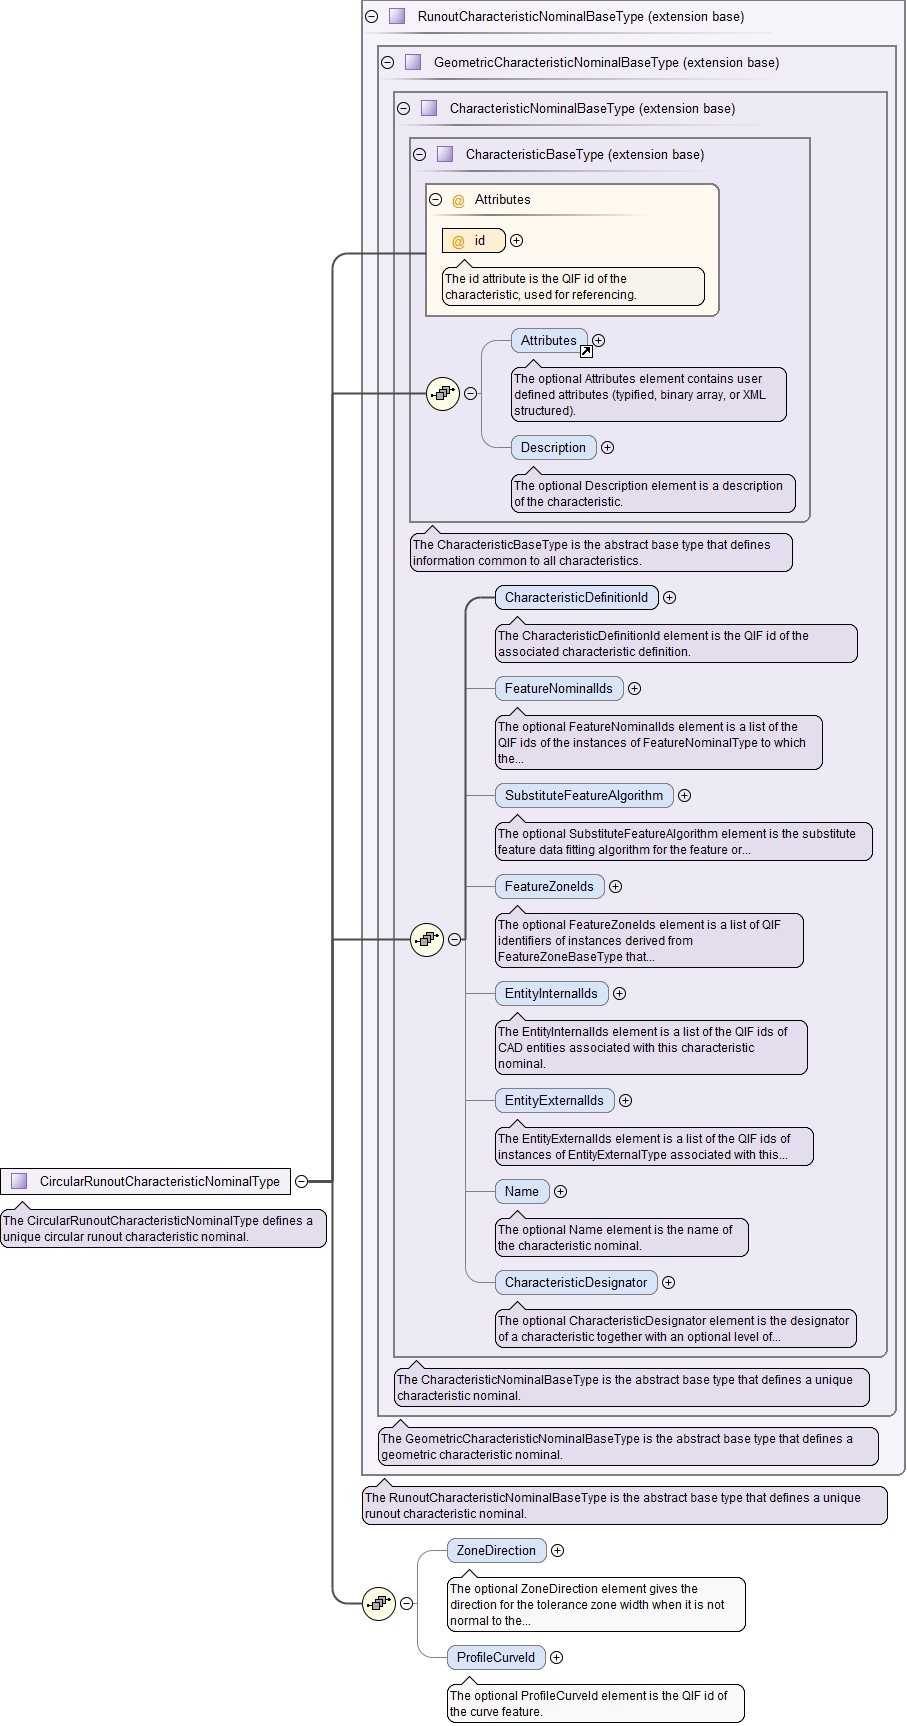 RunoutCharacteristicNominalBaseType (extension base)
GeometricCharacteristicNominalBaseType (extension base)
CharacteristicNominalBaseType (extension base)
CharacteristicBaseType (extension base)
@ Attributes
@ id
The id attribute is the QIF id of the
characteristic, used for referencing.
Attributes
The optional Attributes element contains user
defined attributes (typified, binary array, or XML
structured).
Description
The optional Description element is a description
of the characteristic.
The CharacteristicBaseType is the abstract base type that defines
information common to all characteristics.
CharacteristicDefinitionId
The CharacteristicDefinitionId element is the QIF id of the
associated characteristic definition.
FeatureNominalIds
The optional FeatureNominalIds element is a list of the
QIF ids of the instances of FeatureNominalType to which
the...
SubstituteFeatureAlgorithm
The optional SubstituteFeatureAlgorithm element is the substitute
feature data fitting algorithm for the feature or...
FeatureZoneIds
The optional FeatureZoneIds element is a list of QIF
identifiers of instances derived from
FeatureZoneBaseType that...
EntityInternalIds
The EntityInternalIds element is a list of the QIF ids of
CAD entities associated with this characteristic
nominal.
EntityExternalIds
The EntityExternalIds element is a list of the QIF ids of
instances of EntityExternalType associated with this...
CircularRunoutCharacteristicNominalType
The CircularRunoutCharacteristicNominalType defines a
unique circular runout characteristic nominal.
Name
The optional Name element is the name of
the characteristic nominal.
CharacteristicDesignator
The optional CharacteristicDesignator element is the designator
of a characteristic together with an optional level of...
The CharacteristicNominalBaseType is the abstract base type that defines a unique
characteristic nominal.
The GeometricCharacteristicNominalBaseType is the abstract base type that defines a
geometric characteristic nominal.
The RunoutCharacteristicNominalBaseType is the abstract base type that defines a unique
runout characteristic nominal.
ZoneDirection
The optional ZoneDirection element gives the
direction for the tolerance zone width when it is not
normal to the...
ProfileCurveId
The optional ProfileCurveId element is the QIF id of
the curve feature.